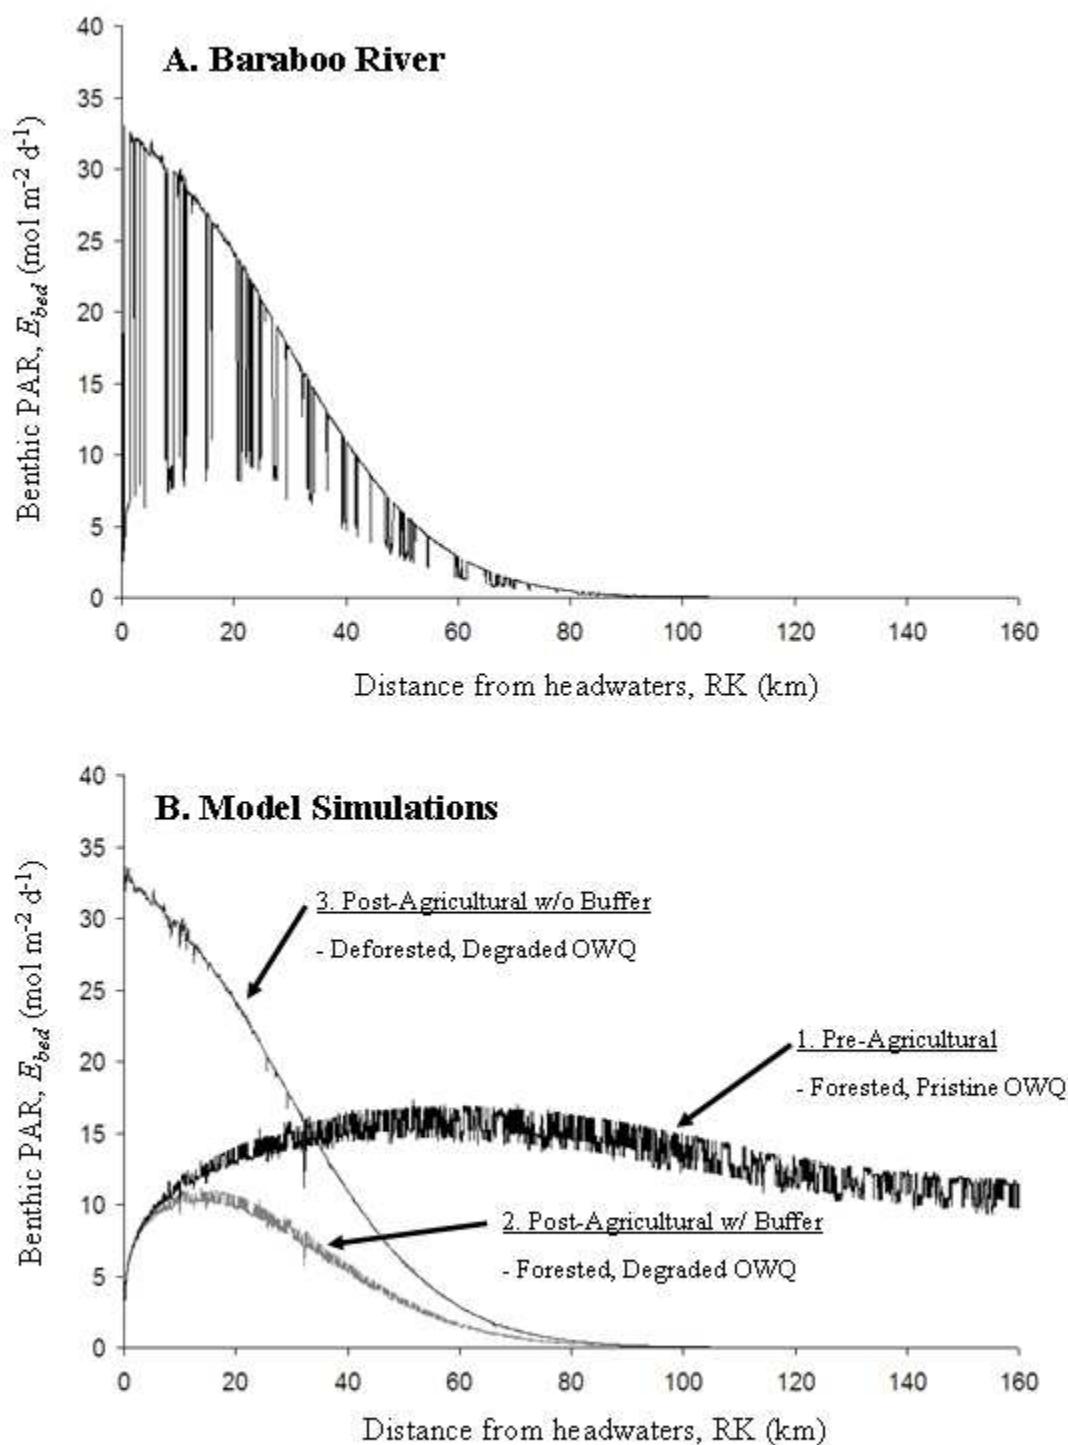 40
A. Baraboo River
35
30
25
20
15
10
5
0
Benthic PAR, E_bed (mol m⁻² d⁻¹)
0 20 40 60 80 100 120 140 160
Distance from headwaters, RK (km)
40
B. Model Simulations
35
30
25
20
15
10
5
0
Benthic PAR, E_bed (mol m⁻² d⁻¹)
3. Post-Agricultural w/o Buffer
- Deforested, Degraded OWQ
1. Pre-Agricultural
- Forested, Pristine OWQ
2. Post-Agricultural w/ Buffer
- Forested, Degraded OWQ
0 20 40 60 80 100 120 140 160
Distance from headwaters, RK (km)